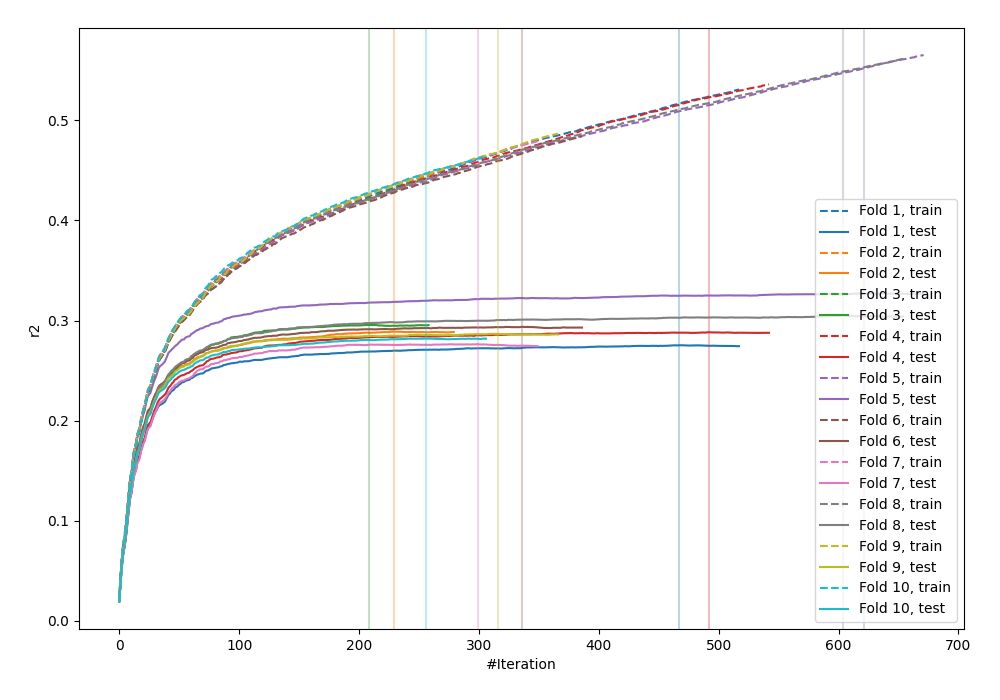 0.5
0.4
0.3
0.2
0.1
0.0
r2
0 100 200 300 400 500 600 700
#Iteration
Fold 1, train
Fold 1, test
Fold 2, train
Fold 2, test
Fold 3, train
Fold 3, test
Fold 4, train
Fold 4, test
Fold 5, train
Fold 5, test
Fold 6, train
Fold 6, test
Fold 7, train
Fold 7, test
Fold 8, train
Fold 8, test
Fold 9, train
Fold 9, test
Fold 10, train
Fold 10, test